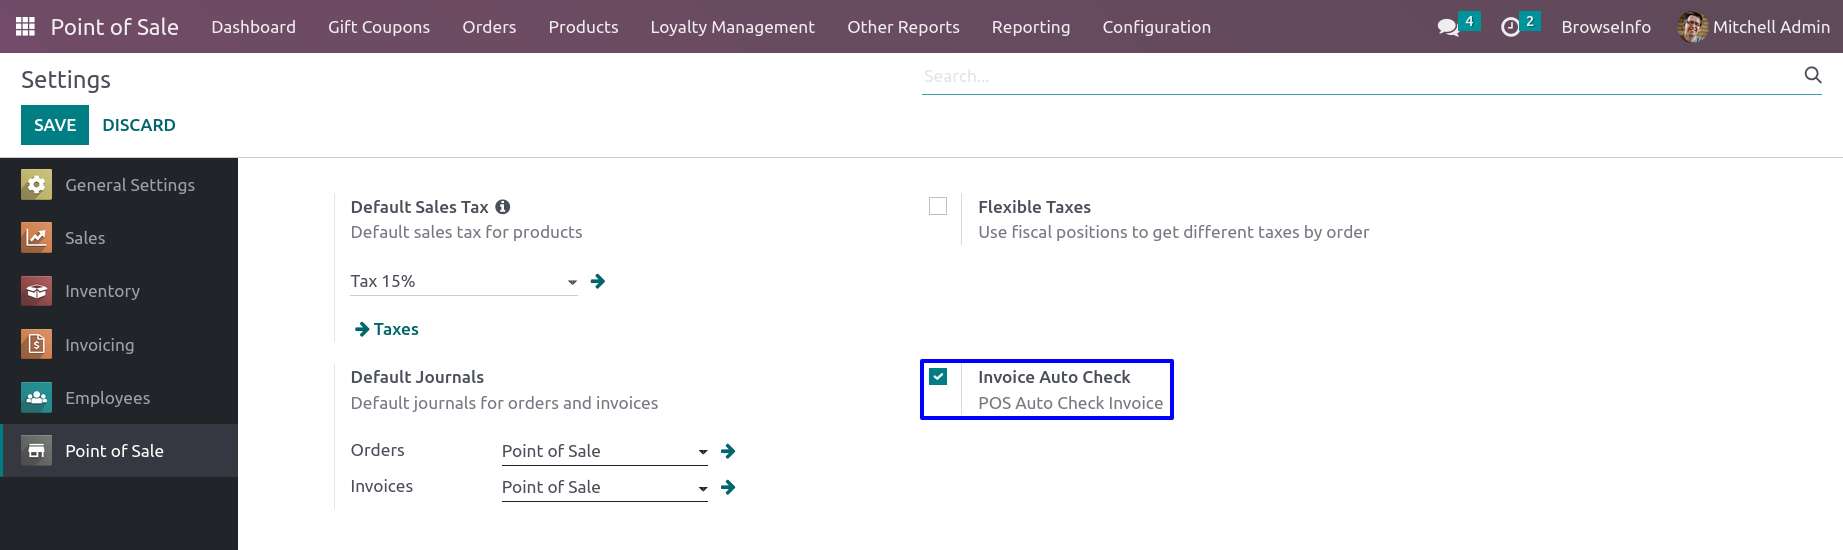 Point of Sale Dashboard Gift Coupons Orders Products Loyalty Management Other Reports Reporting Configuration 4 2 BrowseInfo Mitchell Admin
Settings
Search...
SAVE DISCARD
General Settings
Sales
Inventory
Invoicing
Employees
Point of Sale
Default Sales Tax
Default sales tax for products
Tax 15%
Taxes
Flexible Taxes
Use fiscal positions to get different taxes by order
Default Journals
Default journals for orders and invoices
Orders Point of Sale
Invoices Point of Sale
Invoice Auto Check
POS Auto Check Invoice